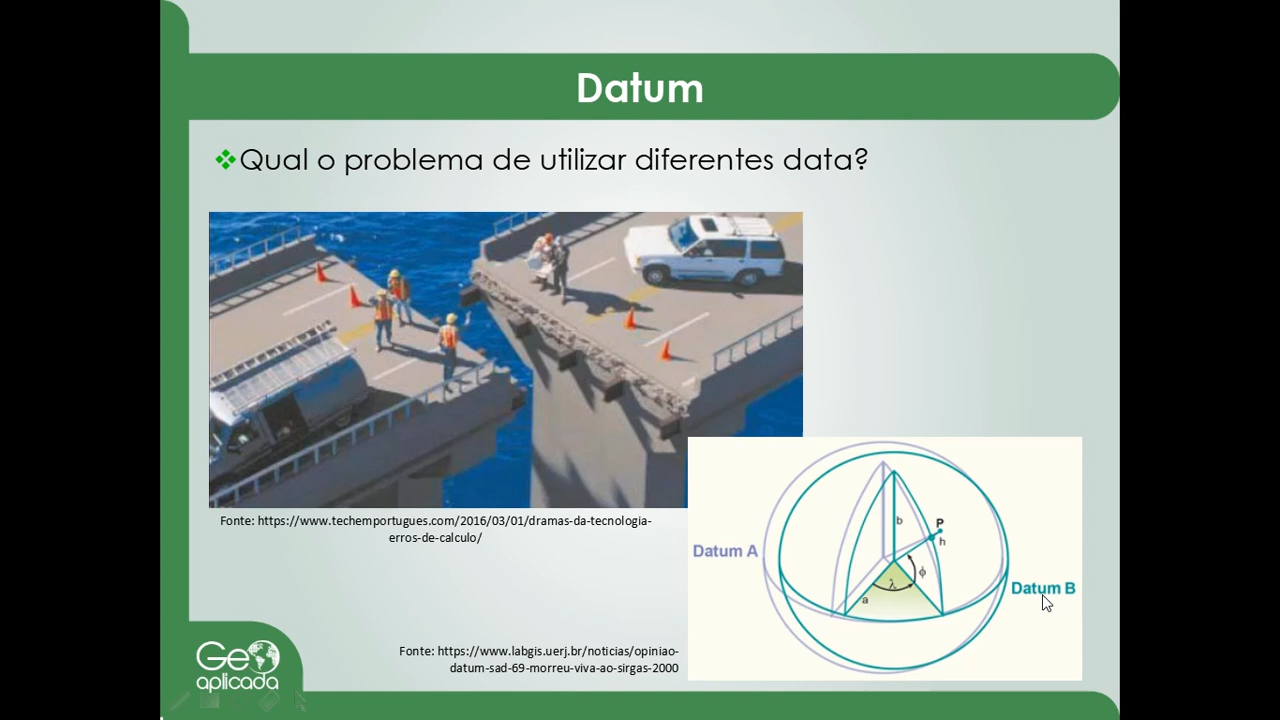 Datum
Qual o problema de utilizar diferentes data?
Fonte: https://www.techemportugues.com/2016/03/01/dramas-da-tecnologia-
erros-de-calculo/
b
P
h
Datum A
ϕ
λ
a
Datum B
Fonte: https://www.labgis.uerj.br/noticias/opiniao-
datum-sad-69-morreu-viva-ao-sirgas-2000
Geo
aplicada